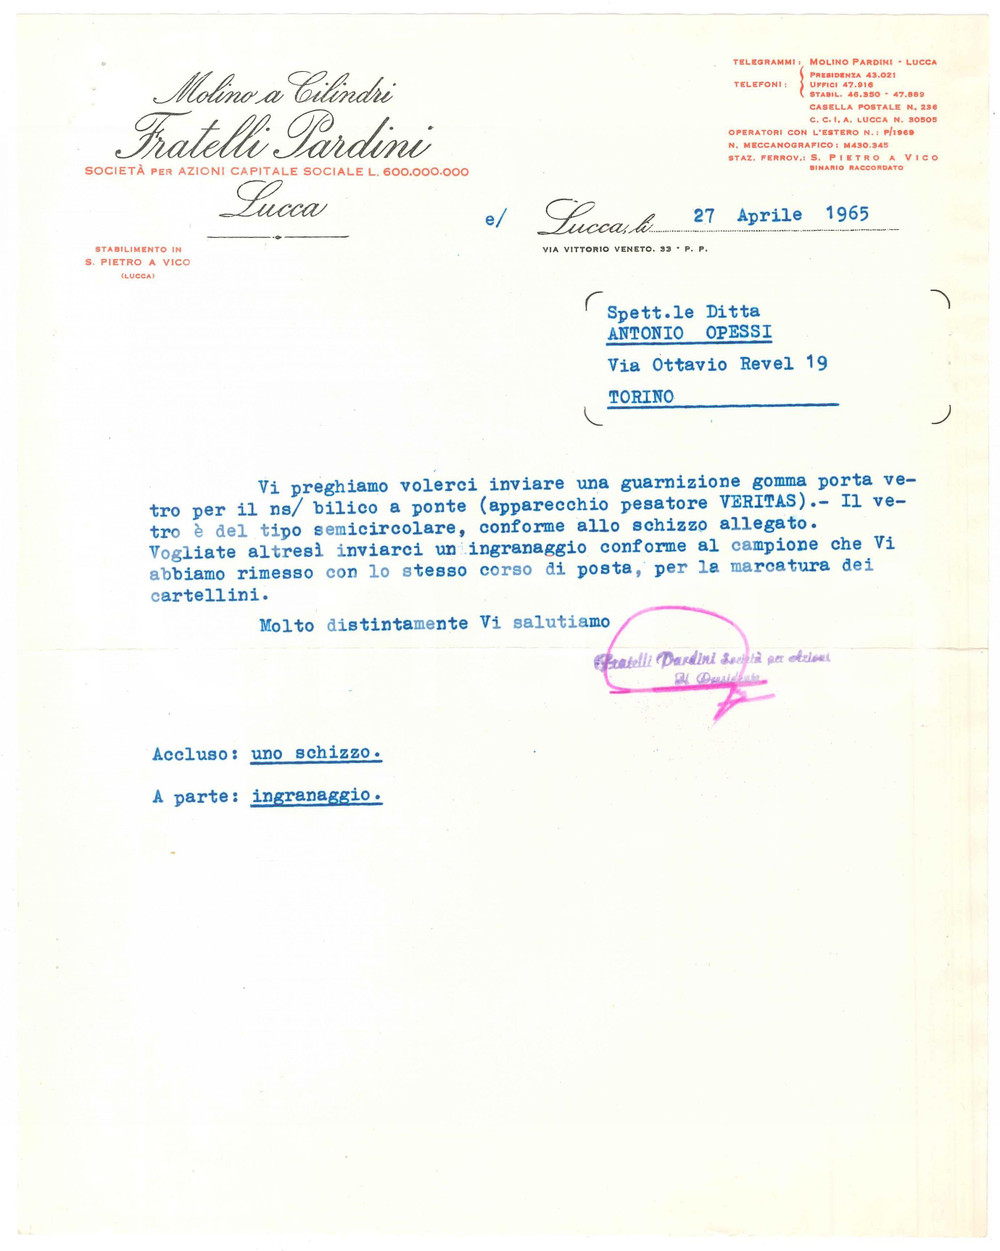 Molino a Cilindri
Fratelli Pardini
SOCIETÀ PER AZIONI CAPITALE SOCIALE L. 600.000.000
Lucca
STABILIMENTO IN
S. PIETRO A VICO
(LUCCA)
TELEGRAMMI: MOLINO PARDINI - LUCCA
TELEFONI: PRESIDENZA 43.021
UFFICI 47.916
STABIL. 46.350 - 47.889
CASELLA POSTALE N. 236
C. C. I. A. LUCCA N. 30505
OPERATORI CON L'ESTERO N.: P/1969
N. MECCANOGRAFICO: M430.345
STAZ. FERROV.: S. PIETRO A VICO
BINARIO RACCORDATO
e/ Lucca, lì 27 Aprile 1965
VIA VITTORIO VENETO. 33 - P. P.
Spett.le Ditta
ANTONIO OPESSI
Via Ottavio Revel 19
TORINO
Vi preghiamo volerci inviare una guarnizione gomma porta ve-
tro per il ns/ bilico a ponte (apparecchio pesatore VERITAS).- Il ve-
tro è del tipo semicircolare, conforme allo schizzo allegato.
Vogliate altresì inviarci un ingranaggio conforme al campione che Vi
abbiamo rimesso con lo stesso corso di posta, per la marcatura dei
cartellini.
Molto distintamente Vi salutiamo
Fratelli Pardini Società per Azioni
Il Presidente
Accluso: uno schizzo.
A parte: ingranaggio.